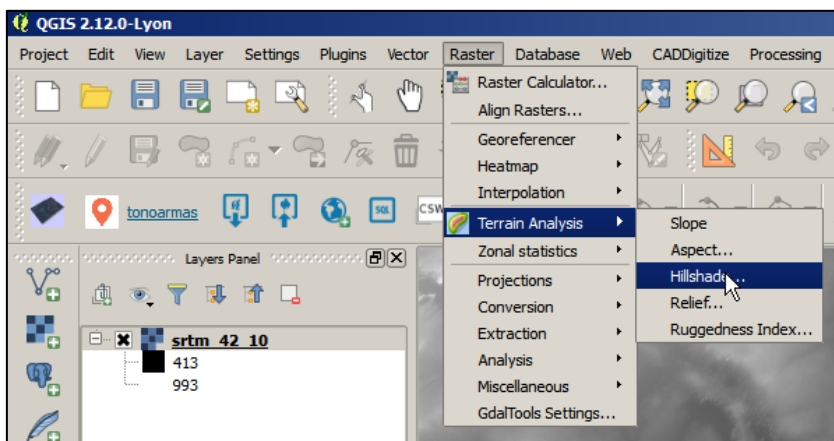 QGIS 2.12.0-Lyon
Project Edit View Layer Settings Plugins Vector Raster Database Web CADDigitize Processing
Raster Calculator...
Align Rasters...
Georeferencer
Heatmap
Interpolation
Terrain Analysis
Zonal statistics
Projections
Conversion
Extraction
Analysis
Miscellaneous
GdalTools Settings...
Slope
Aspect...
Hillshade...
Relief...
Ruggedness Index...
tonoarmas SQL CSW
Layers Panel
srtm_42_10
413
993